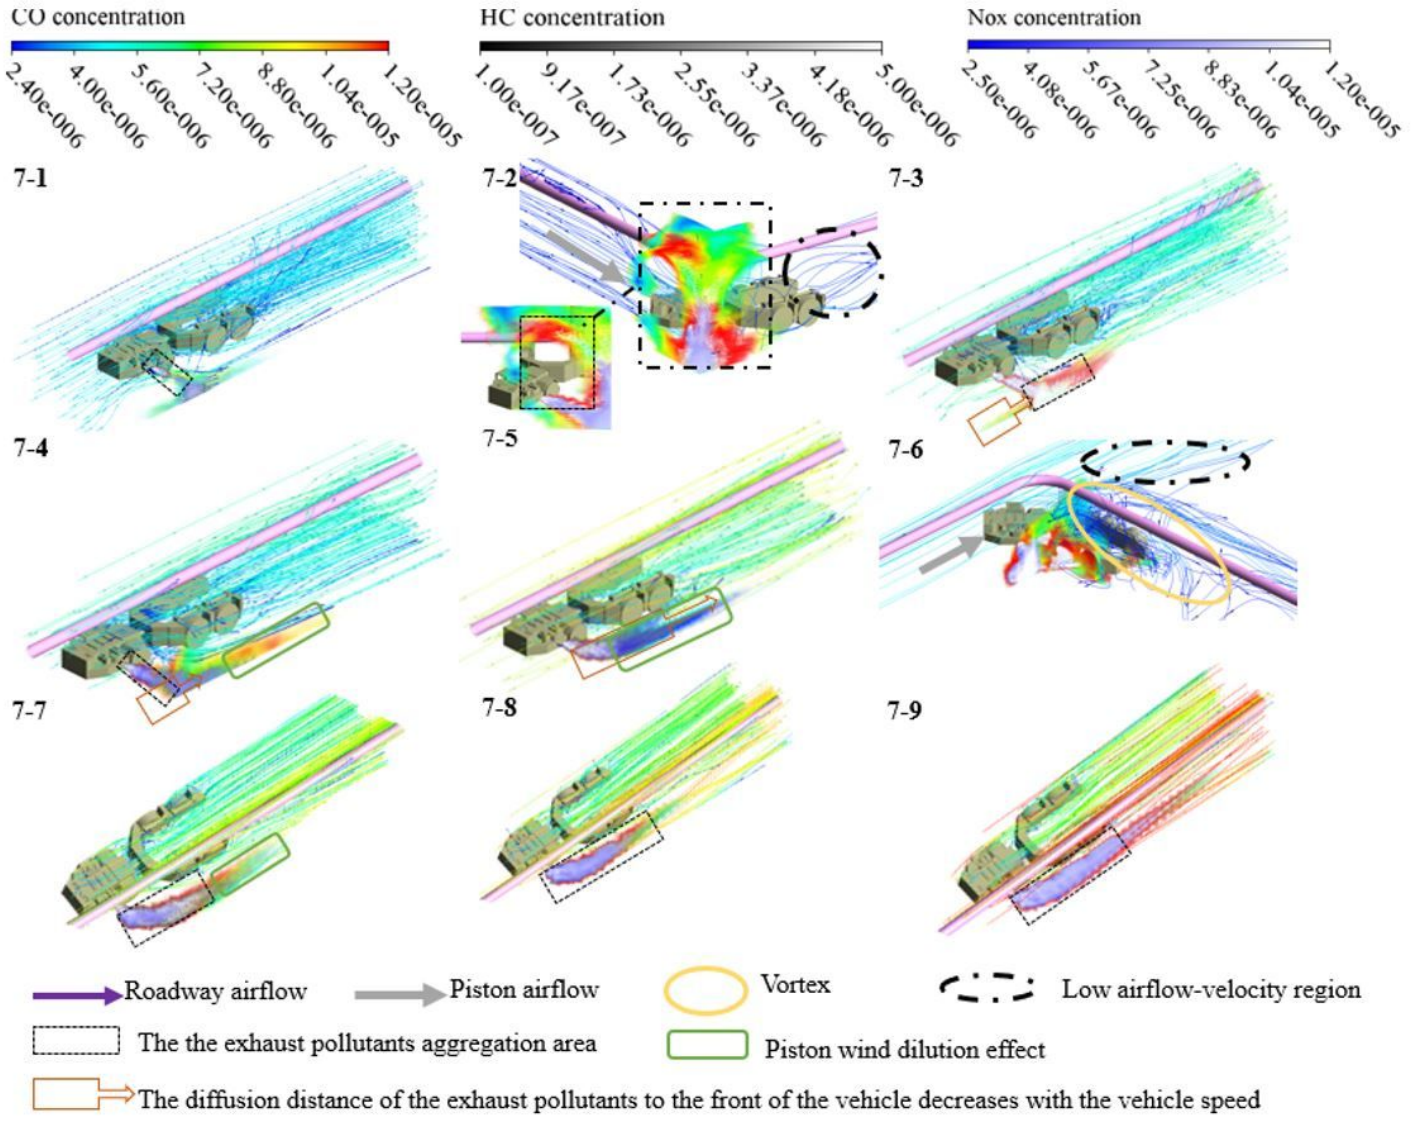 CO concentration
HC concentration
Nox concentration
2.40e-006
4.00e-006
5.60e-006
7.20e-006
8.80e-006
1.04e-005
1.20e-005
1.00e-007
9.17e-007
1.73e-006
2.55e-006
3.37e-006
4.18e-006
5.00e-006
2.50e-006
4.08e-006
5.67e-006
7.25e-006
8.83e-006
1.04e-005
1.20e-005
7-1
7-2
7-3
7-4
7-5
7-6
7-7
7-8
7-9
Roadway airflow
Piston airflow
Vortex
Low airflow-velocity region
The the exhaust pollutants aggregation area
Piston wind dilution effect
The diffusion distance of the exhaust pollutants to the front of the vehicle decreases with the vehicle speed